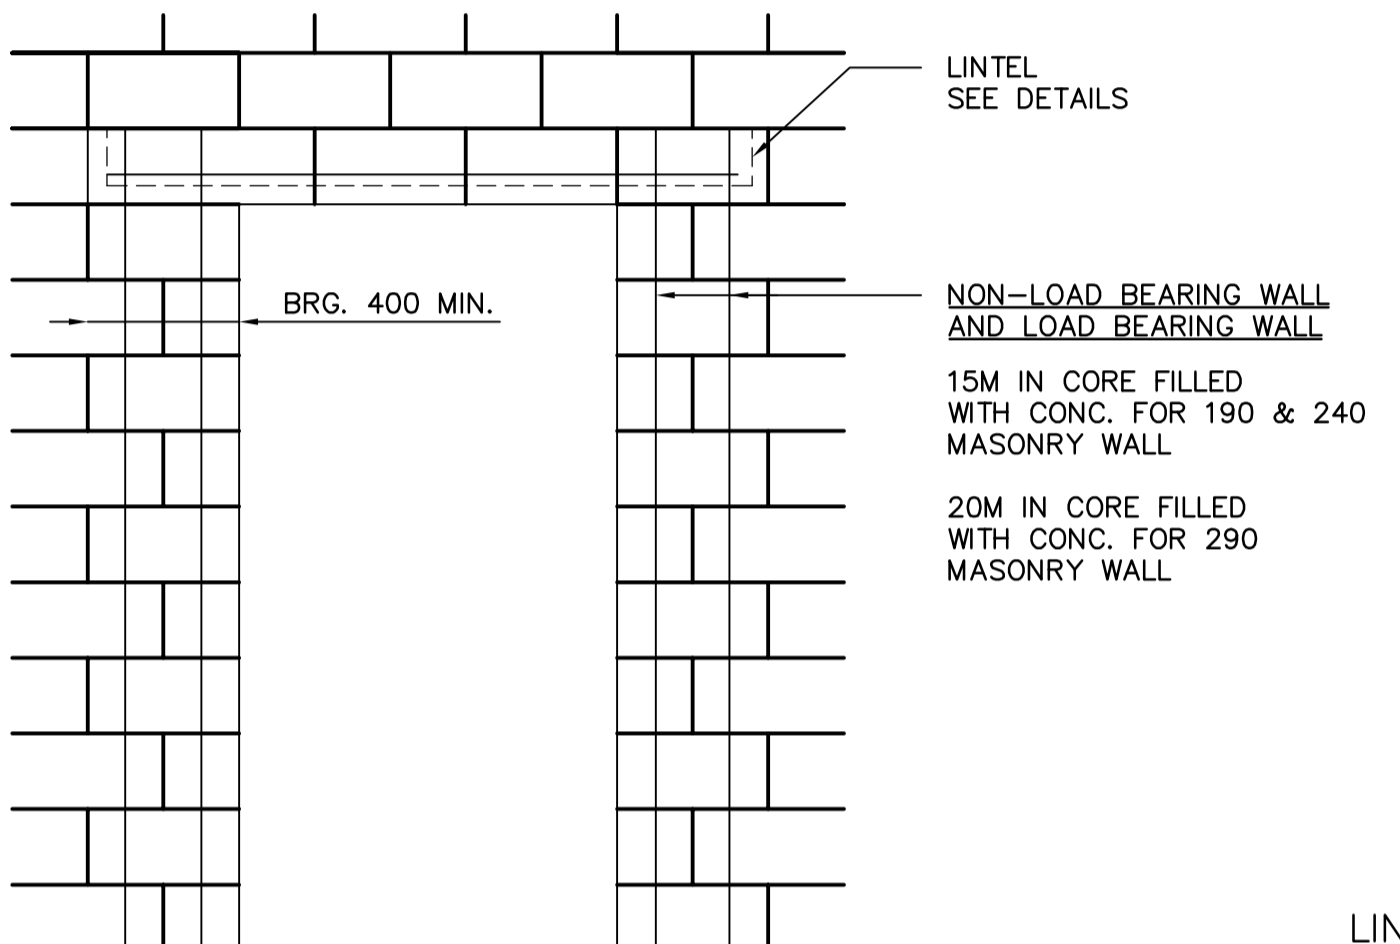 LINTEL
SEE DETAILS
BRG. 400 MIN.
NON-LOAD BEARING WALL
AND LOAD BEARING WALL
15M IN CORE FILLED
WITH CONC. FOR 190 & 240
MASONRY WALL
20M IN CORE FILLED
WITH CONC. FOR 290
MASONRY WALL